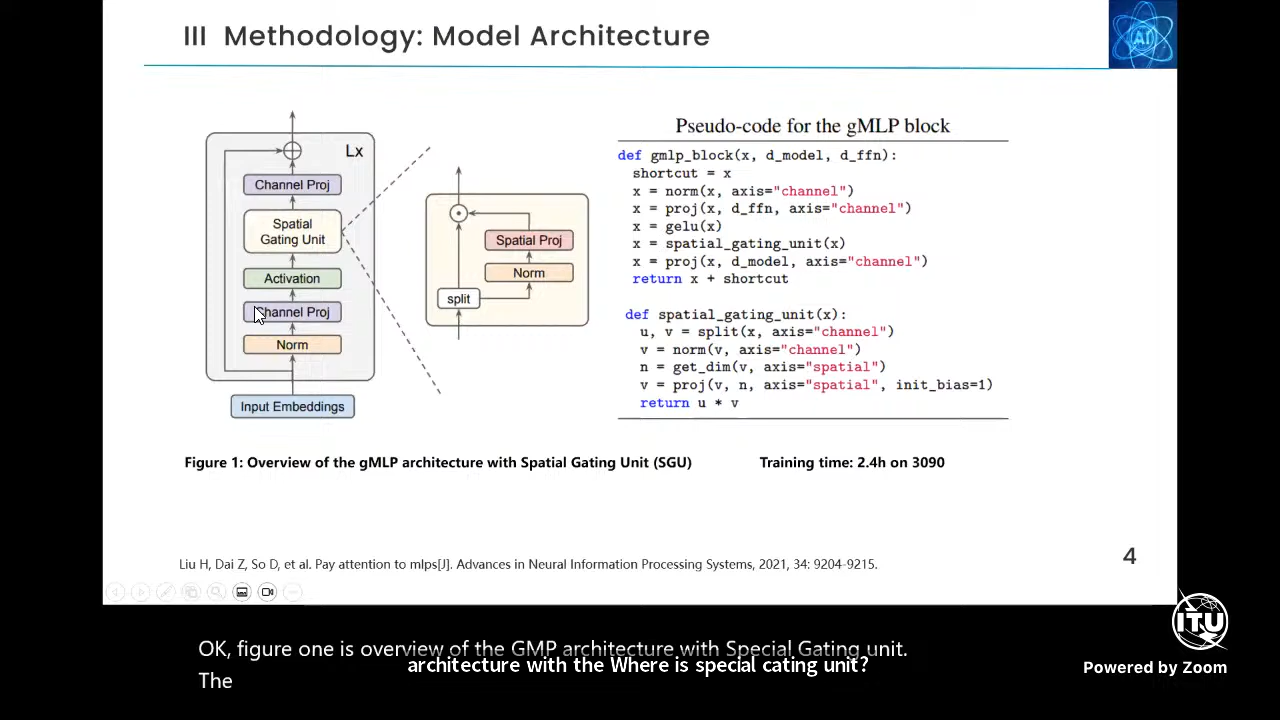 III Methodology: Model Architecture
AI
Lx
Channel Proj
Spatial
Gating Unit
Activation
Channel Proj
Norm
Input Embeddings
Spatial Proj
Norm
split
Pseudo-code for the gMLP block
def gmlp_block(x, d_model, d_ffn):
shortcut = x
x = norm(x, axis="channel")
x = proj(x, d_ffn, axis="channel")
x = gelu(x)
x = spatial_gating_unit(x)
x = proj(x, d_model, axis="channel")
return x + shortcut
def spatial_gating_unit(x):
u, v = split(x, axis="channel")
v = norm(v, axis="channel")
n = get_dim(v, axis="spatial")
v = proj(v, n, axis="spatial", init_bias=1)
return u * v
Figure 1: Overview of the gMLP architecture with Spatial Gating Unit (SGU)
Training time: 2.4h on 3090
Liu H, Dai Z, So D, et al. Pay attention to mlps[J]. Advances in Neural Information Processing Systems, 2021, 34: 9204-9215.
4
OK, figure one is overview of the GMP architecture with Special Gating unit.
architecture with the Where is special cating unit?
The
ITU
Powered by Zoom